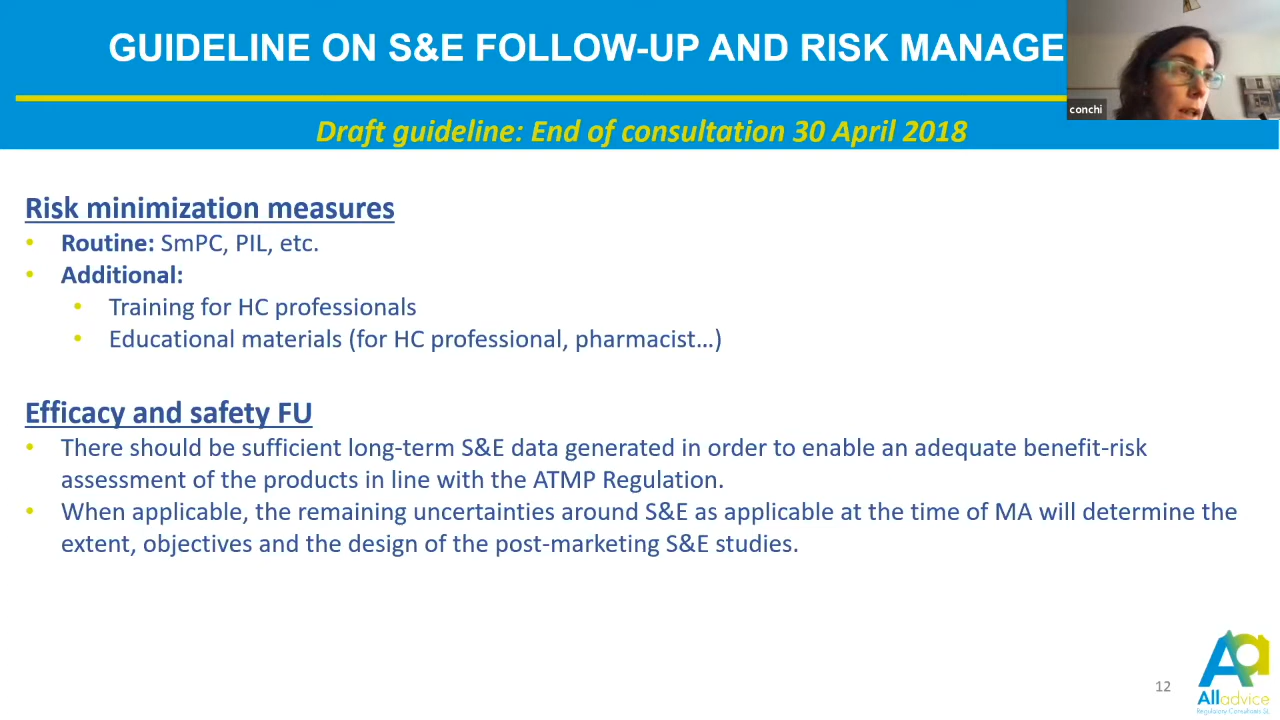 GUIDELINE ON S&E FOLLOW-UP AND RISK MANAGE
conchi
Draft guideline: End of consultation 30 April 2018
Risk minimization measures
• Routine: SmPC, PIL, etc.
• Additional:
• Training for HC professionals
• Educational materials (for HC professional, pharmacist…)
Efficacy and safety FU
• There should be sufficient long-term S&E data generated in order to enable an adequate benefit-risk
assessment of the products in line with the ATMP Regulation.
• When applicable, the remaining uncertainties around S&E as applicable at the time of MA will determine the
extent, objectives and the design of the post-marketing S&E studies.
12
Alladvice
Regulatory Consultants SL